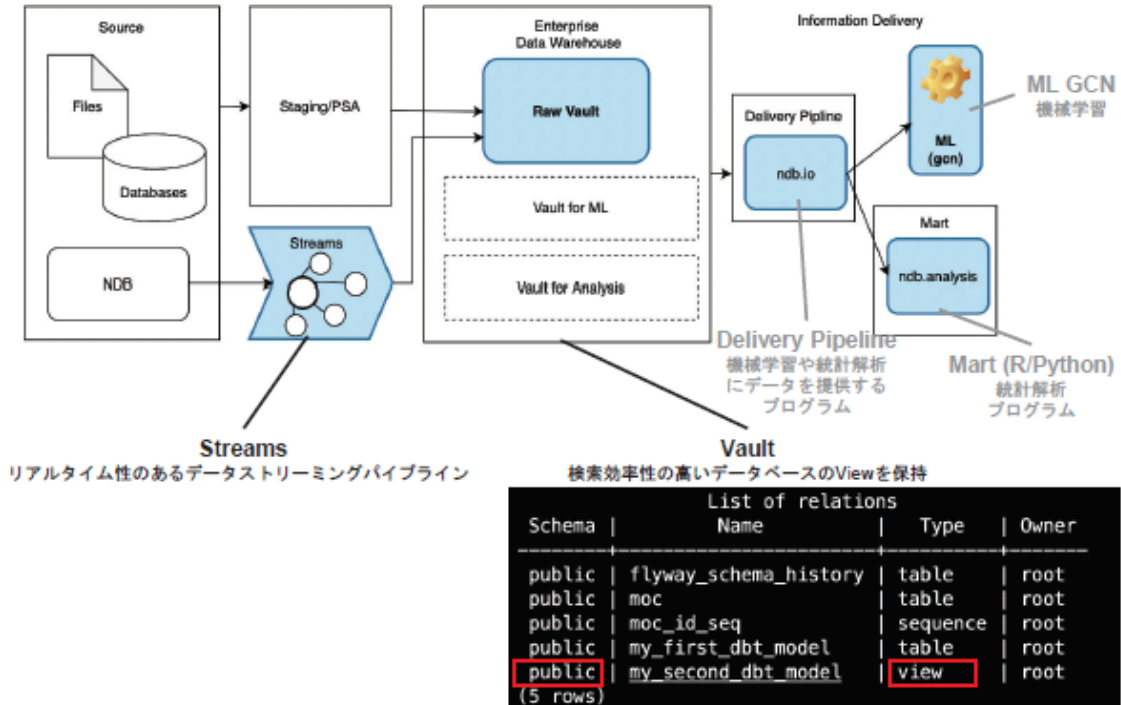 Source
Files
Databases
NDB
Staging/PSA
Streams
Enterprise
Data Warehouse
Raw Vault
Vault for ML
Vault for Analysis
Information Delivery
Delivery Pipline
ndb.io
ML
(gcn)
ML GCN
機械学習
Mart
ndb.analysis
Delivery Pipeline
機械学習や統計解析
にデータを提供する
プログラム
Mart (R/Python)
統計解析
プログラム
Streams
リアルタイム性のあるデータストリーミングパイプライン
Vault
検索効率性の高いデータベースのViewを保持
List of relations
Schema | Name | Type | Owner
public | flyway_schema_history | table | root
public | moc | table | root
public | moc_id_seq | sequence | root
public | my_first_dbt_model | table | root
public | my_second_dbt_model | view | root
(5 rows)